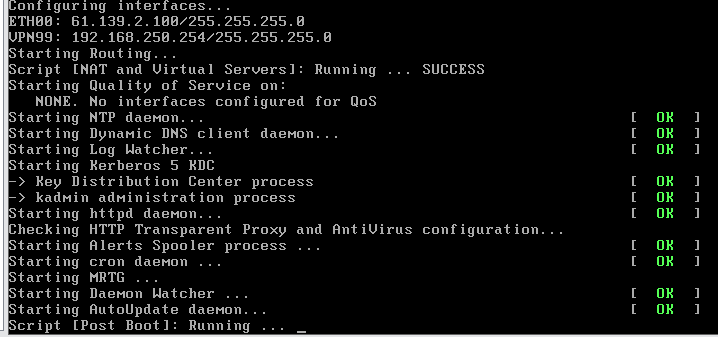 Configuring interfaces...
ETH00: 61.139.2.100/255.255.255.0
VPN99: 192.168.250.254/255.255.255.0
Starting Routing...
Script [NAT and Virtual Servers]: Running ... SUCCESS
Starting Quality of Service on:
   NONE. No interfaces configured for QoS
Starting NTP daemon... [ OK ]
Starting Dynamic DNS client daemon... [ OK ]
Starting Log Watcher... [ OK ]
Starting Kerberos 5 KDC
-> Key Distribution Center process [ OK ]
-> kadmin administration process [ OK ]
Starting httpd daemon... [ OK ]
Checking HTTP Transparent Proxy and AntiVirus configuration...
Starting Alerts Spooler process ... [ OK ]
Starting cron daemon ... [ OK ]
Starting MRTG ...
Starting Daemon Watcher ... [ OK ]
Starting AutoUpdate daemon... [ OK ]
Script [Post Boot]: Running ... _